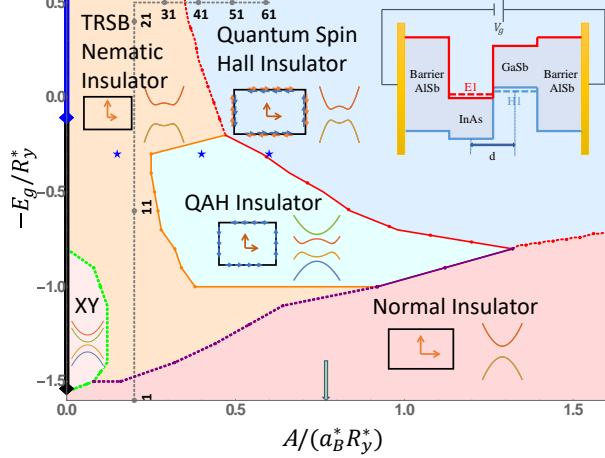 TRSB
Nematic
Insulator
21
31
41
51
61
Quantum Spin
Hall Insulator
V_g
Barrier
AlSb
E1
InAs
GaSb
H1
Barrier
AlSb
d
0.0
−0.5
−1.0
−1.5
−E_g/R_y^*
11
QAH Insulator
XY
Normal Insulator
1
0.0
0.5
1.0
1.5
A/(a_B^* R_y^*)